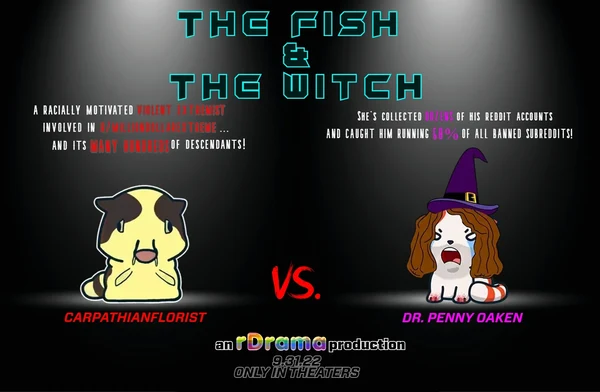 THE FISH
&
THE WITCH
A RACIALLY MOTIVATED VIOLENT EXTREMIST
INVOLVED IN
AND ITS MANY HUNDREDS OF DESCENDANTS!
SHE'S COLLECTED DOZENS OF HIS REDDIT ACCOUNTS
AND CAUGHT HIM RUNNING 50% OF ALL BANNED SUBREDDITS!
VS.
CARPATHIANFLORIST
DR. PENNY OAKEN
an rDrama production
9.31.22
ONLY IN THEATERS